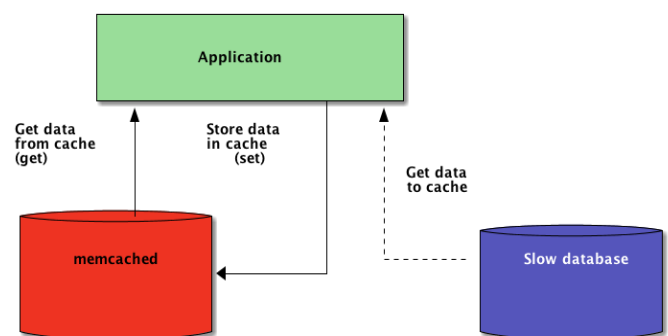 Application
Get data
from cache
(get)
Store data
in cache
(set)
Get data
to cache
memcached
Slow database